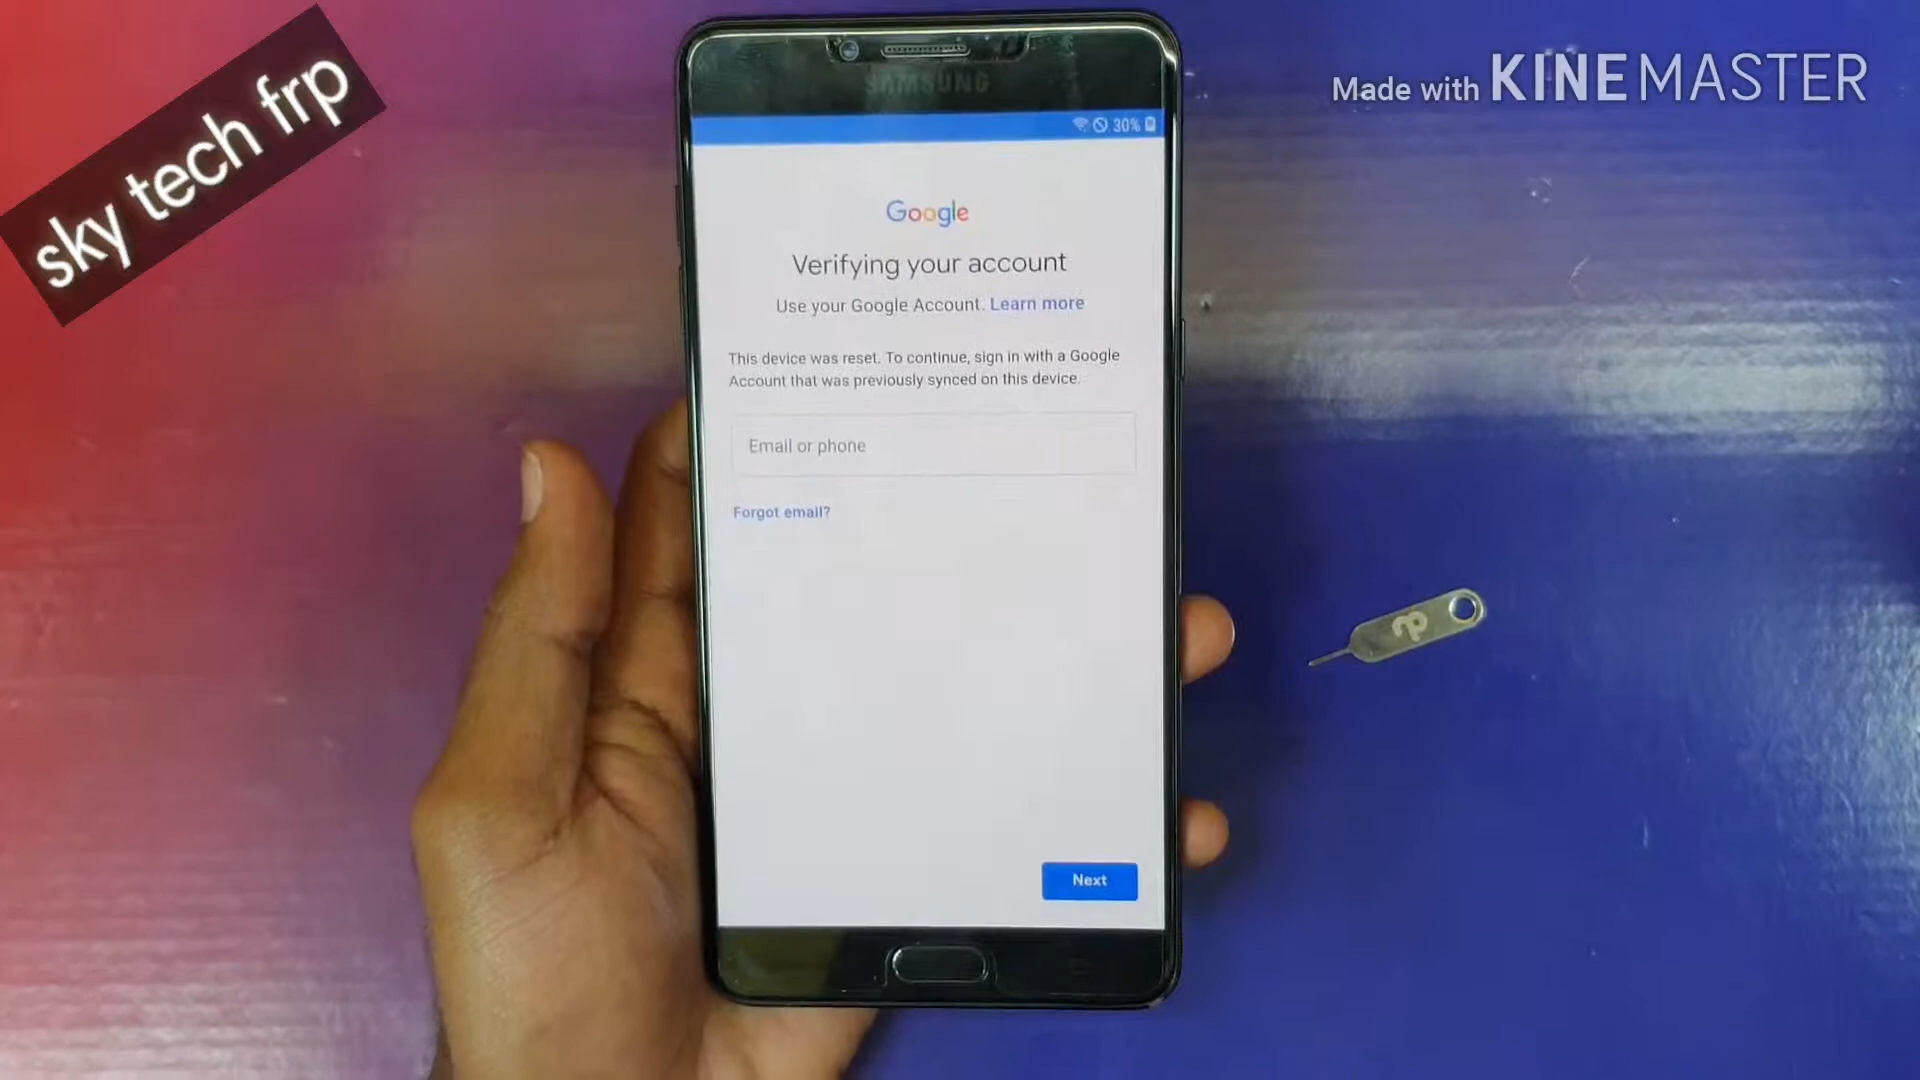 sky tech frp
Made with KINEMASTER
SAMSUNG
30%
Google
Verifying your account
Use your Google Account. Learn more
This device was reset. To continue, sign in with a Google
Account that was previously synced on this device.
Email or phone
Forgot email?
Next